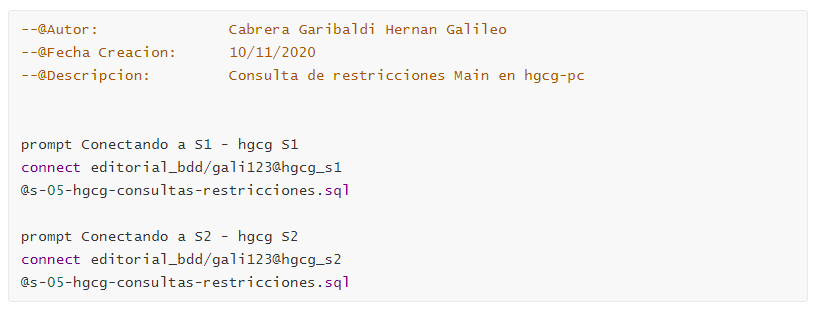 --@Autor: Cabrera Garibaldi Hernan Galileo
--@Fecha Creacion: 10/11/2020
--@Descripcion: Consulta de restricciones Main en hgcg-pc
prompt Conectando a S1 - hgcg S1
connect editorial_bdd/gali123@hgcg_s1
@s-05-hgcg-consultas-restricciones.sql
prompt Conectando a S2 - hgcg S2
connect editorial_bdd/gali123@hgcg_s2
@s-05-hgcg-consultas-restricciones.sql